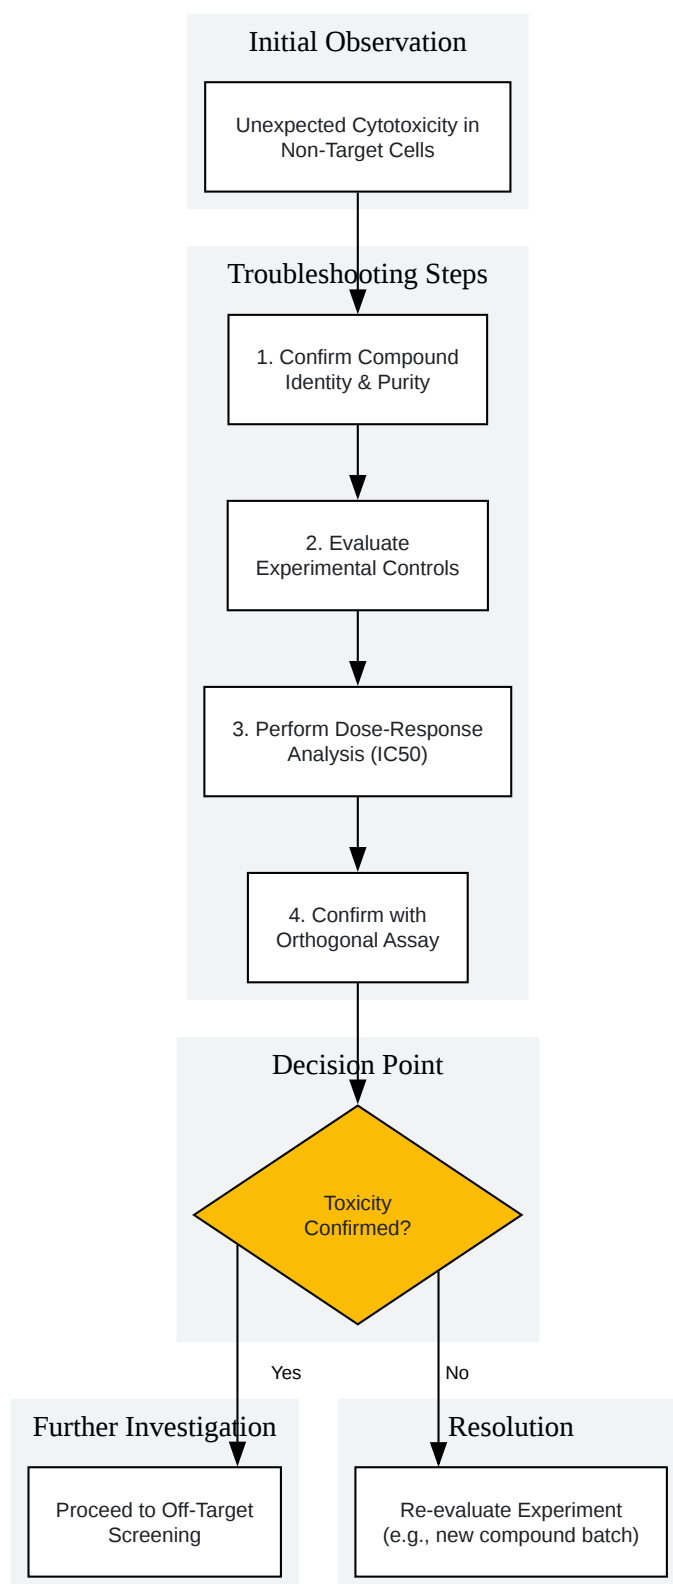 Initial Observation
Unexpected Cytotoxicity in
Non-Target Cells
Troubleshooting Steps
1. Confirm Compound
Identity & Purity
2. Evaluate
Experimental Controls
3. Perform Dose-Response
Analysis (IC50)
4. Confirm with
Orthogonal Assay
Decision Point
Toxicity
Confirmed?
Yes
No
Further Investigation
Proceed to Off-Target
Screening
Resolution
Re-evaluate Experiment
(e.g., new compound batch)